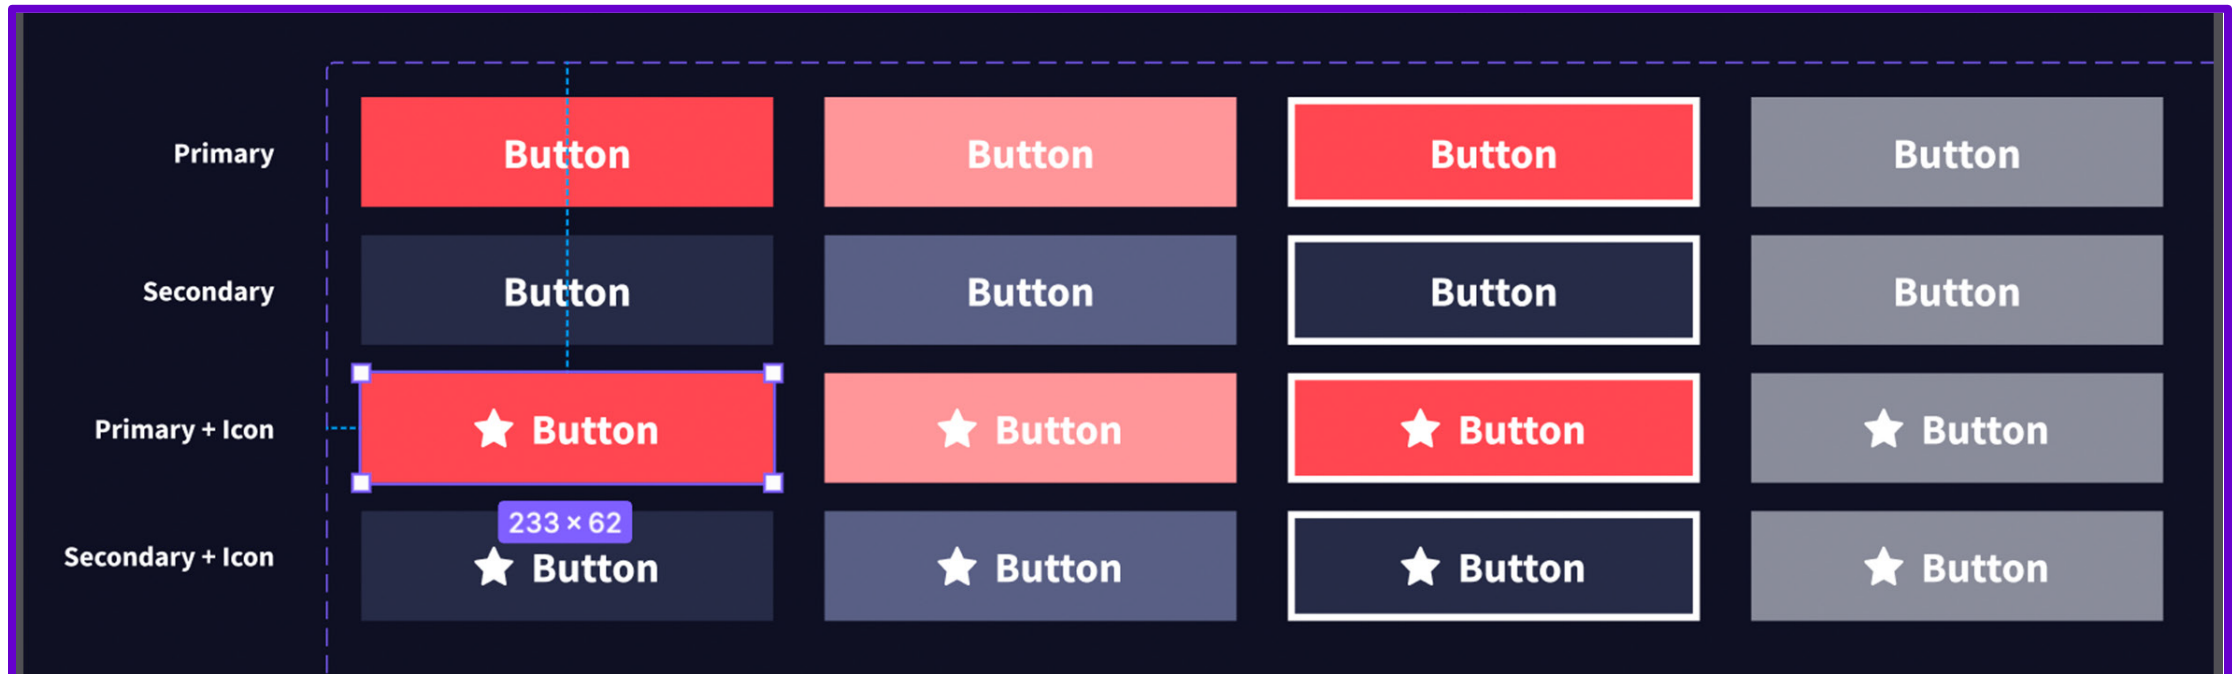 Primary Button Button Button Button
Secondary Button Button Button Button
Primary + Icon Button Button Button Button
233 × 62
Secondary + Icon Button Button Button Button